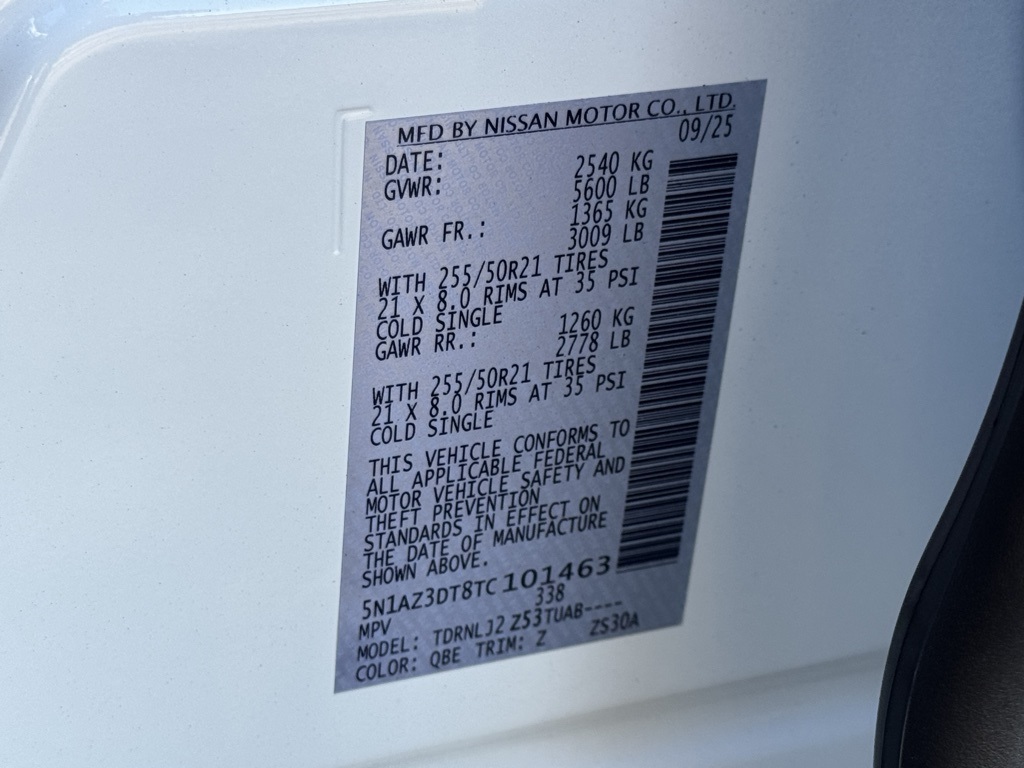 MFD BY NISSAN MOTOR CO., LTD.
DATE: 09/25
GVWR: 2540 KG
5600 LB
GAWR FR.: 1365 KG
3009 LB
WITH 255/50R21 TIRES
21 X 8.0 RIMS AT 35 PSI
COLD SINGLE
GAWR RR.: 1260 KG
2778 LB
WITH 255/50R21 TIRES
21 X 8.0 RIMS AT 35 PSI
COLD SINGLE
THIS VEHICLE CONFORMS TO
ALL APPLICABLE FEDERAL
MOTOR VEHICLE SAFETY AND
THEFT PREVENTION
STANDARDS IN EFFECT ON
THE DATE OF MANUFACTURE
SHOWN ABOVE.
5N1AZ3DT8TC101463
MPV 338
MODEL: TDRNLJ2 Z53TUAB----
COLOR: QBE TRIM: Z ZS30A